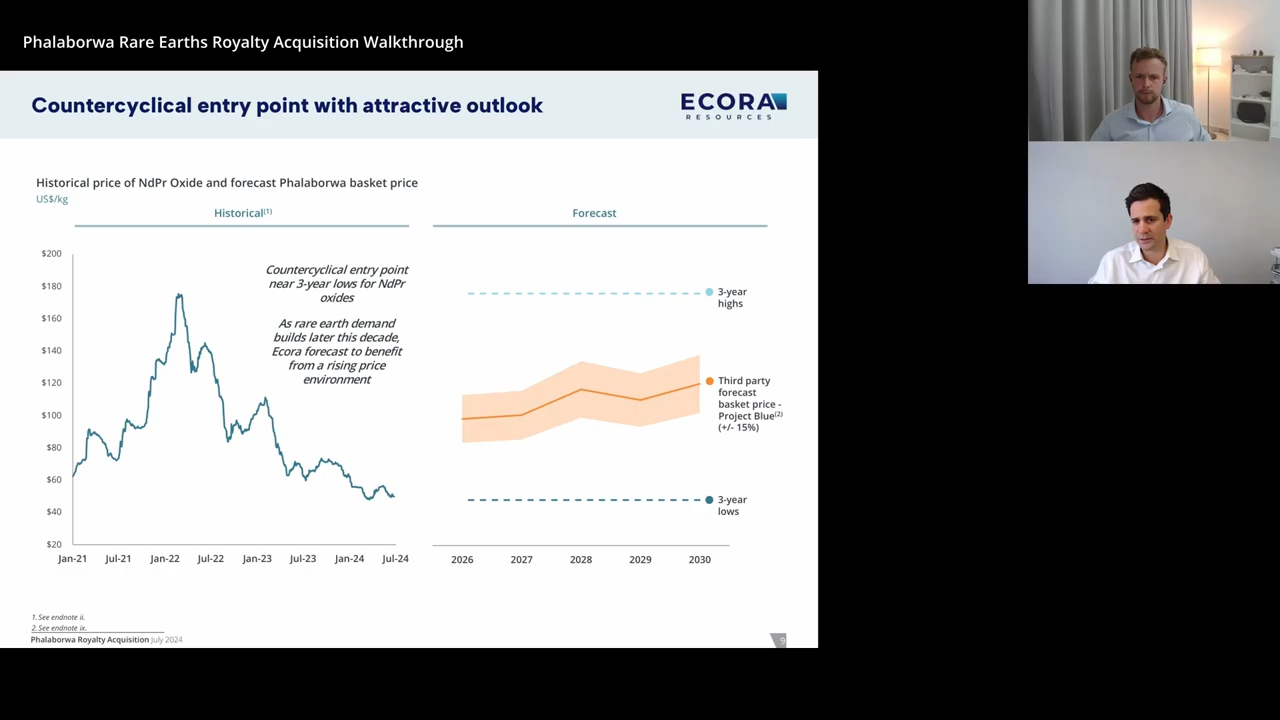 Phalaborwa Rare Earths Royalty Acquisition Walkthrough
Countercyclical entry point with attractive outlook
ECORA
RESOURCES
Historical price of NdPr Oxide and forecast Phalaborwa basket price
US$/kg
Historical(1)
Forecast
$200
$180
$160
$140
$120
$100
$80
$60
$40
$20
Jan-21
Jul-21
Jan-22
Jul-22
Jan-23
Jul-23
Jan-24
Jul-24
Countercyclical entry point
near 3-year lows for NdPr
oxides
As rare earth demand
builds later this decade,
Ecora forecast to benefit
from a rising price
environment
3-year
highs
Third party
forecast
basket price -
Project Blue(2)
(+/- 15%)
3-year
lows
2026
2027
2028
2029
2030
1. See endnote ii.
2. See endnote ix.
Phalaborwa Royalty Acquisition July 2024
9